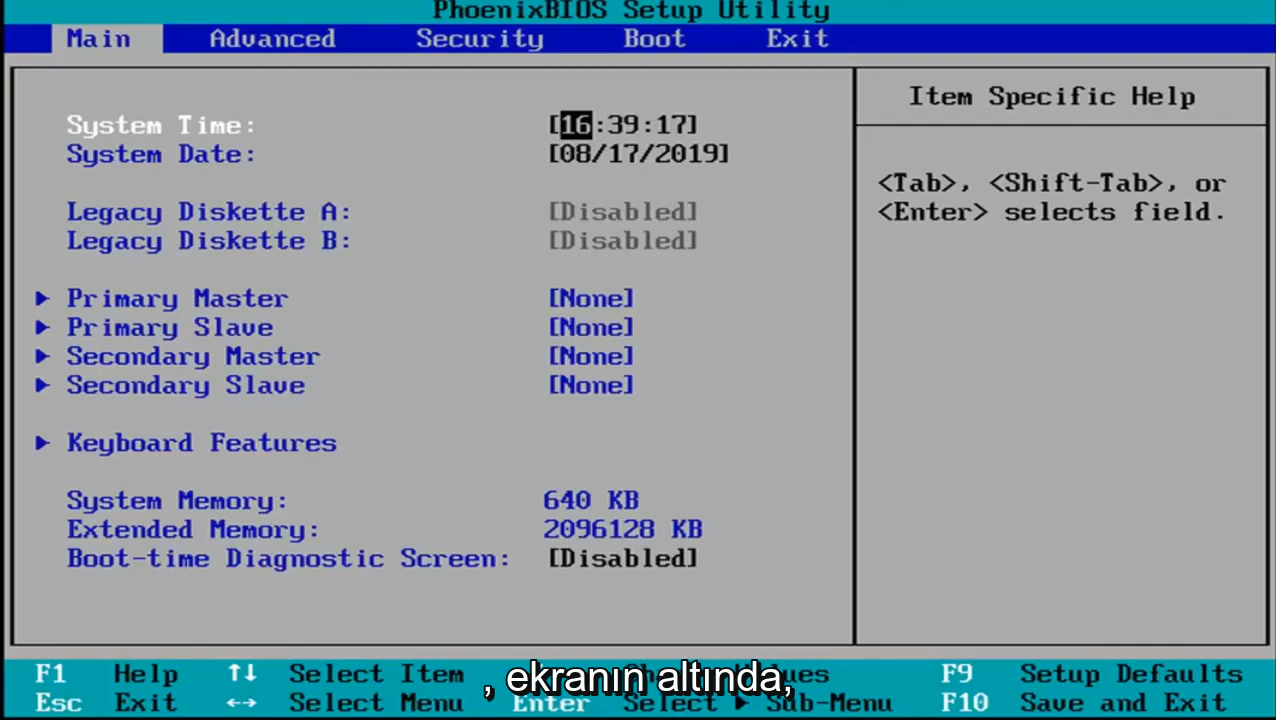 PhoenixBIOS Setup Utility
Main Advanced Security Boot Exit
Item Specific Help
System Time: [16:39:17]
System Date: [08/17/2019]
<Tab>, <Shift-Tab>, or
<Enter> selects field.
Legacy Diskette A: [Disabled]
Legacy Diskette B: [Disabled]
▶ Primary Master [None]
▶ Primary Slave [None]
▶ Secondary Master [None]
▶ Secondary Slave [None]
▶ Keyboard Features
System Memory: 640 KB
Extended Memory: 2096128 KB
Boot-time Diagnostic Screen: [Disabled]
F1 Help ↑↓ Select Item F9 Setup Defaults
Esc Exit ↔ Select Menu Enter Select ▶ Sub-Menu F10 Save and Exit
, ekranın altında,